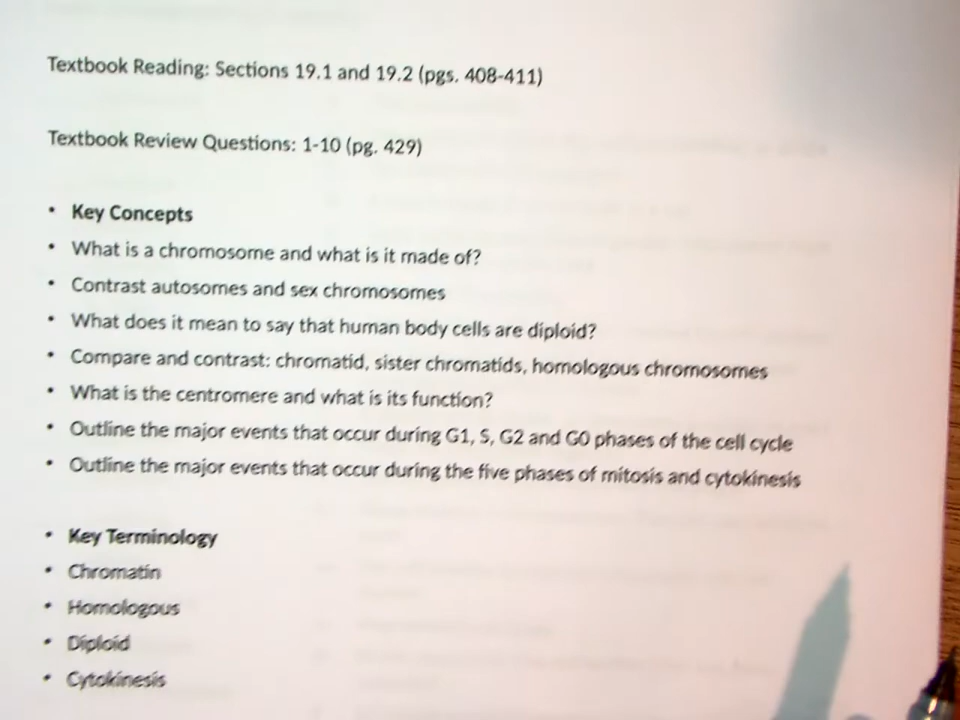 Textbook Reading: Sections 19.1 and 19.2 (pgs. 408-411)
Textbook Review Questions: 1-10 (pg. 429)
• Key Concepts
• What is a chromosome and what is it made of?
• Contrast autosomes and sex chromosomes
• What does it mean to say that human body cells are diploid?
• Compare and contrast: chromatid, sister chromatids, homologous chromosomes
• What is the centromere and what is its function?
• Outline the major events that occur during G1, S, G2 and G0 phases of the cell cycle
• Outline the major events that occur during the five phases of mitosis and cytokinesis
• Key Terminology
• Chromatin
• Homologous
• Diploid
• Cytokinesis